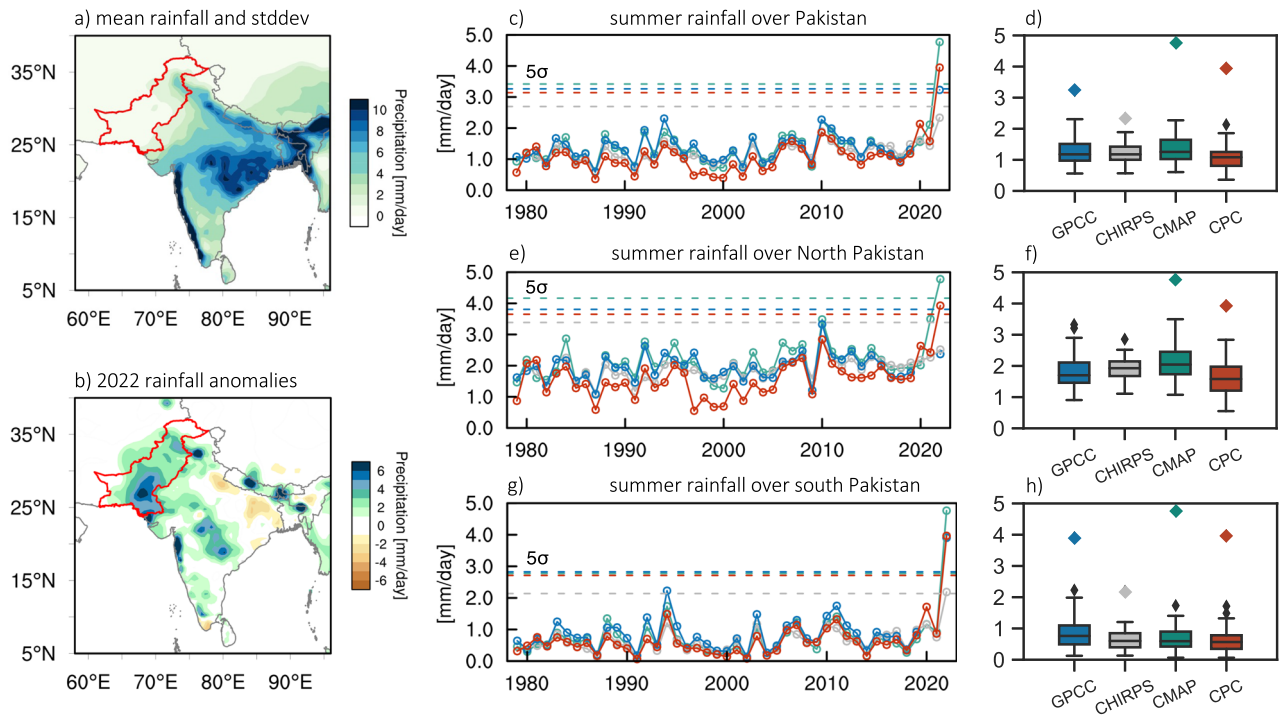 a) mean rainfall and stddev
35°N
25°N
15°N
5°N
60°E 70°E 80°E 90°E
10
8
6
4
2
0
Precipitation [mm/day]
b) 2022 rainfall anomalies
35°N
25°N
15°N
5°N
60°E 70°E 80°E 90°E
6
4
2
1
0
-2
-4
-6
Precipitation [mm/day]
c) summer rainfall over Pakistan
[mm/day]
5.0
4.0
3.0
2.0
1.0
0.0
5σ
1980 1990 2000 2010 2020
d)
5
4
3
2
1
0
GPCC CHIRPS CMAP CPC
e) summer rainfall over North Pakistan
[mm/day]
5.0
4.0
3.0
2.0
1.0
0.0
5σ
1980 1990 2000 2010 2020
f)
5
4
3
2
1
0
GPCC CHIRPS CMAP CPC
g) summer rainfall over south Pakistan
[mm/day]
5.0
4.0
3.0
2.0
1.0
0.0
5σ
1980 1990 2000 2010 2020
h)
5
4
3
2
1
0
GPCC CHIRPS CMAP CPC